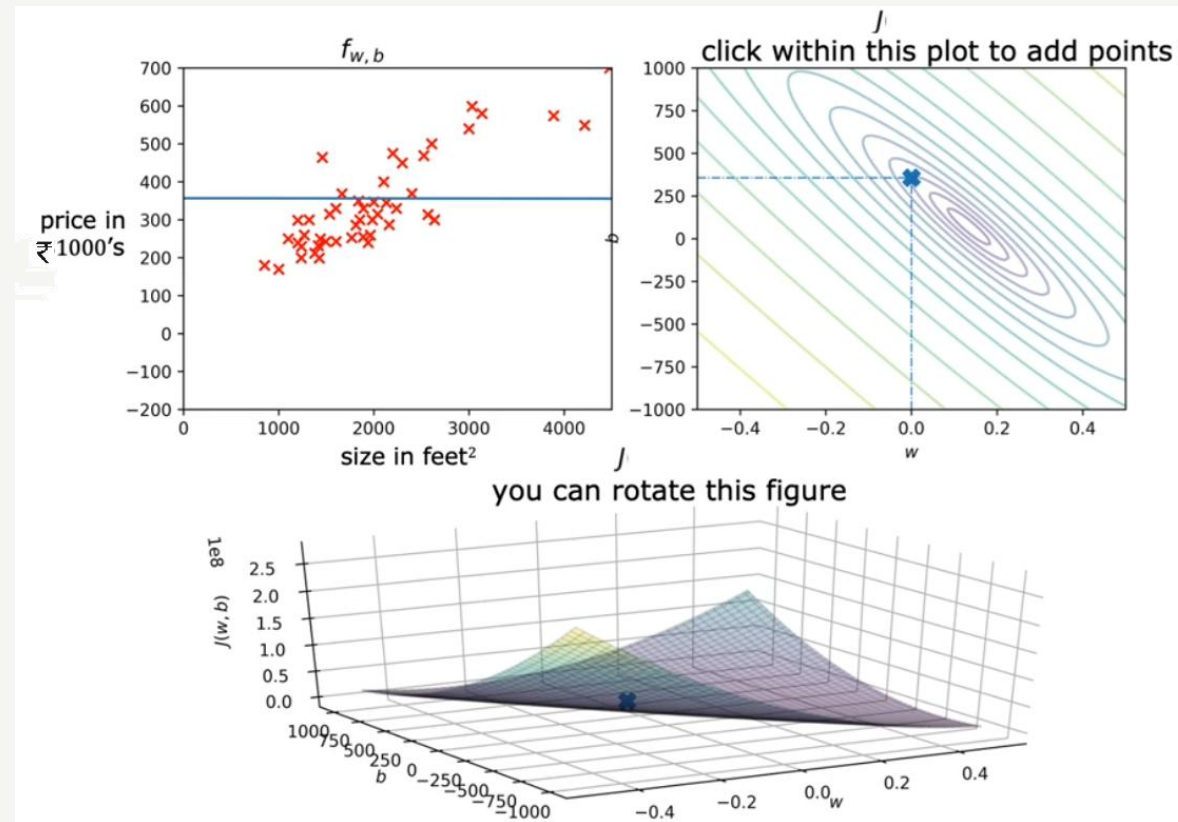 f_{w,b}
700
600
500
400
300
200
100
0
−100
−200
price in
₹1000's
0 1000 2000 3000 4000
size in feet²
J
click within this plot to add points
1000
750
500
250
0
−250
−500
−750
−1000
b
−0.4 −0.2 0.0 0.2 0.4
w
J
you can rotate this figure
1e8
J(w,b)
2.5
2.0
1.5
1.0
0.5
0.0
1000 750 500 250 0 −250 −500 −750 −1000
b
−0.4 −0.2 0.0 0.2 0.4
w